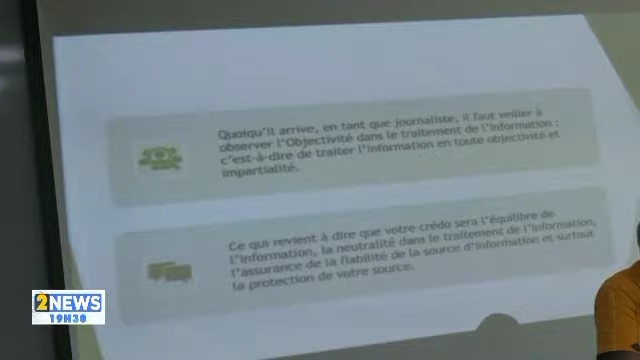 Quoiqu'il arrive, en tant que journaliste, il faut veiller à
observer l'Objectivité dans le traitement de l'information ;
c'est-à-dire de traiter l'information en toute objectivité et
impartialité.
Ce qui revient à dire que votre crédo sera l'équilibre de
l'information, la neutralité dans le traitement de l'information,
l'assurance de la fiabilité de la source d'information et surtout
la protection de votre source.
2NEWS
19H30